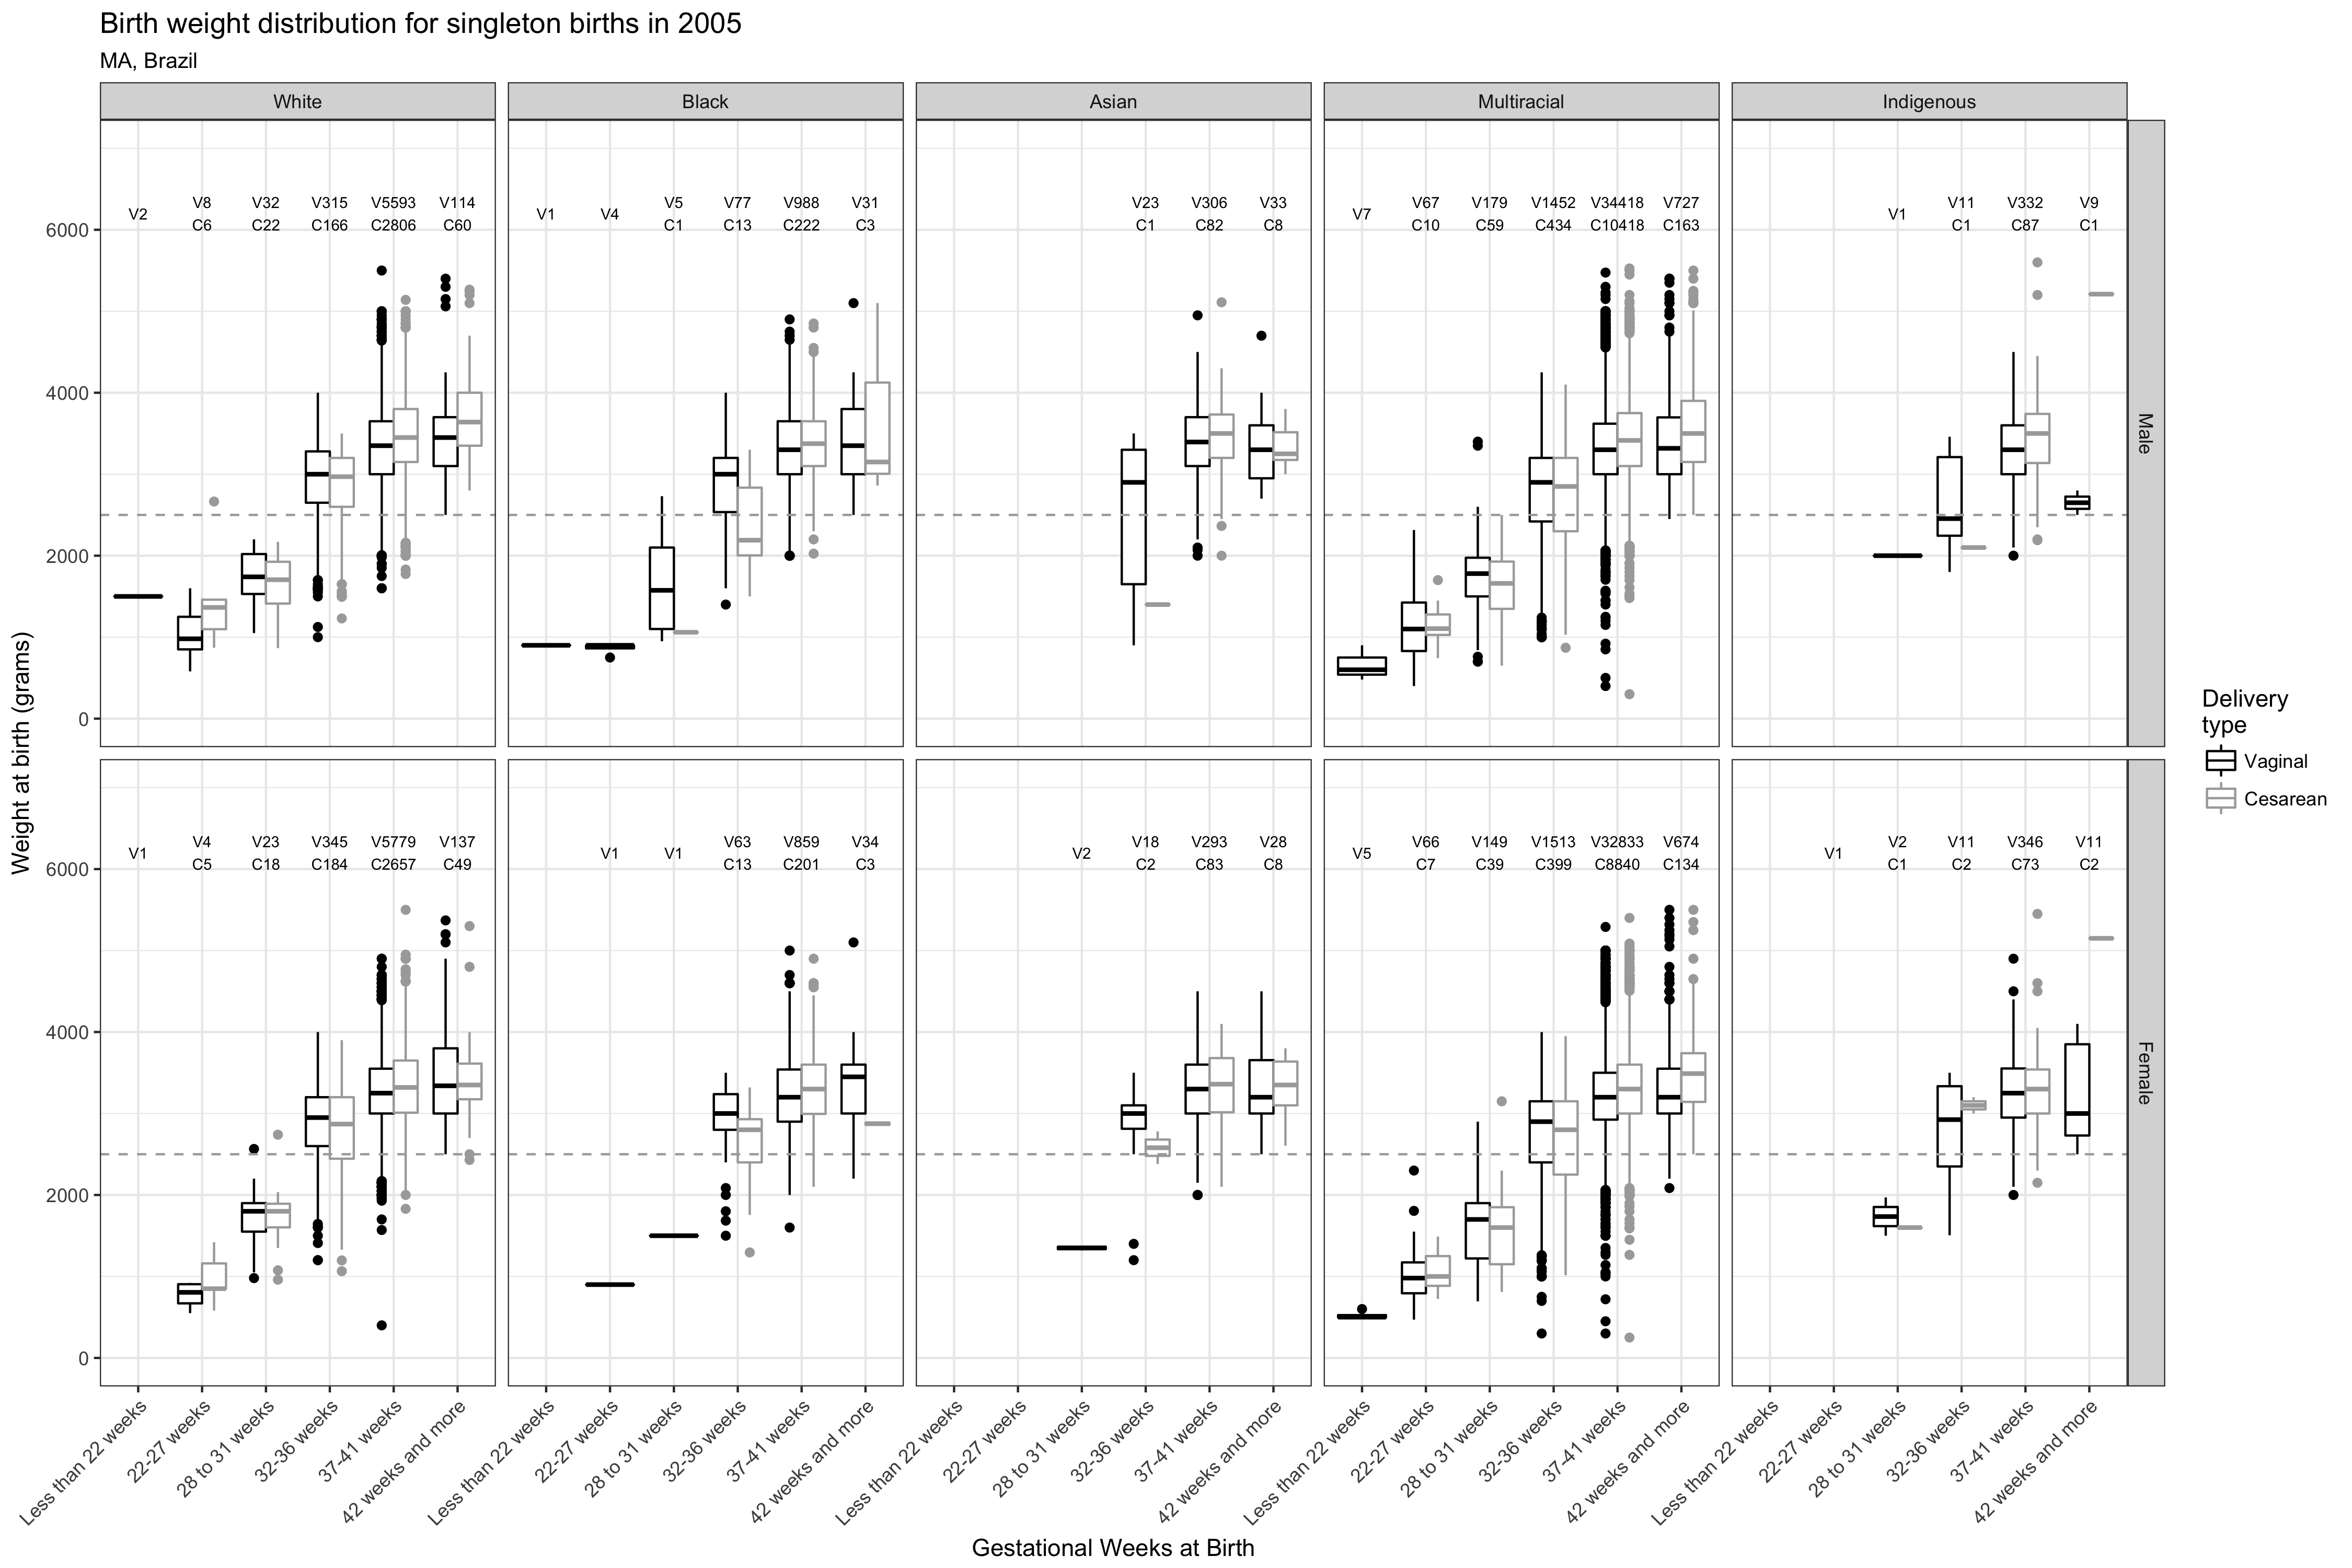 Birth weight distribution for singleton births in 2005
MA, Brazil
White
Black
Asian
Multiracial
Indigenous
V2
V8
C6
V32
C22
V315
C166
V5593
C2806
V114
C60
V1
V4
V5
C1
V77
C13
V988
C222
V31
C3
V23
C1
V306
C82
V33
C8
V7
V67
C10
V179
C59
V1452
C434
V34418
C10418
V727
C163
V1
V11
C1
V332
C87
V9
C1
6000
4000
2000
0
Male
V1
V4
C5
V23
C18
V345
C184
V5779
C2657
V137
C49
V1
V1
V63
C13
V859
C201
V34
C3
V2
V18
C2
V293
C83
V28
C8
V5
V66
C7
V149
C39
V1513
C399
V32833
C8840
V674
C134
V1
V2
C1
V11
C2
V346
C73
V11
C2
6000
4000
2000
0
Female
Weight at birth (grams)
Less than 22 weeks
22-27 weeks
28 to 31 weeks
32-36 weeks
37-41 weeks
42 weeks and more
Less than 22 weeks
22-27 weeks
28 to 31 weeks
32-36 weeks
37-41 weeks
42 weeks and more
Less than 22 weeks
22-27 weeks
28 to 31 weeks
32-36 weeks
37-41 weeks
42 weeks and more
Less than 22 weeks
22-27 weeks
28 to 31 weeks
32-36 weeks
37-41 weeks
42 weeks and more
Less than 22 weeks
22-27 weeks
28 to 31 weeks
32-36 weeks
37-41 weeks
42 weeks and more
Gestational Weeks at Birth
Delivery
type
Vaginal
Cesarean